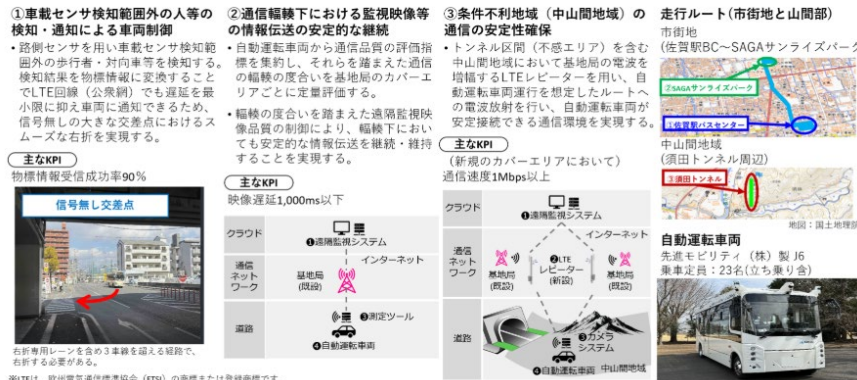 ①車載センサ検知範囲外の人等の
検知・通知による車両制御
• 路側センサを用い車載センサ検知範
囲外の歩行者・対向車等を検知する。
検知結果を物標情報に変換すること
でLTE回線(公衆網)でも遅延を最
小限に抑え車両に通知できるため、
信号無しの大きな交差点におけるス
ムーズな右折を実現する。
主なKPI
物標情報受信成功率90%
信号無し交差点
右折専用レーンを含め3車線を超える経路で、
右折する必要がある。
※LTEは、欧州電気通信標準協会(ETSI)の商標または登録商標です。
②通信輻輳下における監視映像等
の情報伝送の安定的な継続
• 自動運転車両から通信品質の評価指
標を集約し、それらを踏まえた通信
の輻輳の度合いを基地局のカバーエ
リアごとに定量評価する。
• 輻輳の度合いを踏まえた遠隔監視映
像品質の制御により、輻輳下におい
ても安定的な情報伝送を継続・維持
することを実現する。
主なKPI
映像遅延1,000ms以下
クラウド
❶遠隔監視システム
インターネット
通信
ネット
ワーク
基地局
(既設)
道路
❸測定ツール
❹自動運転車両
③条件不利地域(中山間地域)の
通信の安定性確保
• トンネル区間(不感エリア)を含む
中山間地域において基地局の電波を
増幅するLTEレピーターを用い、自
動運転車両運行を想定したルートへ
の電波放射を行い、自動運転車両が
安定接続できる通信環境を実現する。
主なKPI
(新規のカバーエリアにおいて)
通信速度1Mbps以上
クラウド
❶遠隔監視システム
インターネット
通信
ネット
ワーク
基地局
(既設)
❷LTE
レピーター
(新設)
基地局
(既設)
道路
❸カメラ
システム
❹自動運転車両
中山間地域
走行ルート(市街地と山間部)
市街地
(佐賀駅BC~SAGAサンライズパーク
②SAGAサンライズパーク
①佐賀駅バスセンター
中山間地域
(須田トンネル周辺)
③須田トンネル
地図:国土地理院
自動運転車両
先進モビリティ(株)製 J6
乗車定員:23名(立ち乗り含)